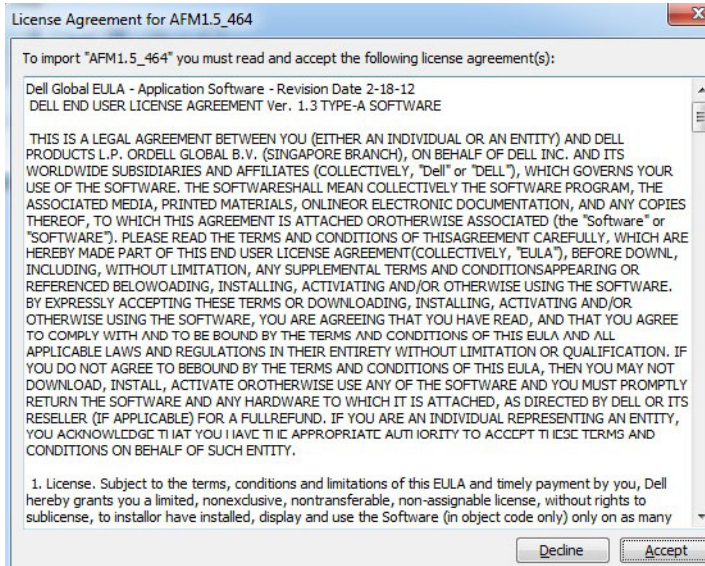 License Agreement for AFM1.5_464
To import "AFM1.5_464" you must read and accept the following license agreement(s):
Dell Global EULA - Application Software - Revision Date 2-18-12
DELL END USER LICENSE AGREEMENT Ver. 1.3 TYPE-A SOFTWARE
THIS IS A LEGAL AGREEMENT BETWEEN YOU (EITHER AN INDIVIDUAL OR AN ENTITY) AND DELL
PRODUCTS L.P. ORDELL GLOBAL B.V. (SINGAPORE BRANCH), ON BEHALF OF DELL INC. AND ITS
WORLDWIDE SUBSIDIARIES AND AFFILIATES (COLLECTIVELY, "Dell" or "DELL"), WHICH GOVERNS YOUR
USE OF THE SOFTWARE. THE SOFTWARESHALL MEAN COLLECTIVELY THE SOFTWARE PROGRAM, THE
ASSOCIATED MEDIA, PRINTED MATERIALS, ONLINEOR ELECTRONIC DOCUMENTATION, AND ANY COPIES
THEREOF, TO WHICH THIS AGREEMENT IS ATTACHED OROTHERWISE ASSOCIATED (the "Software" or
"SOFTWARE"). PLEASE READ THE TERMS AND CONDITIONS OF THISAGREEMENT CAREFULLY, WHICH ARE
HEREBY MADE PART OF THIS END USER LICENSE AGREEMENT(COLLECTIVELY, "EULA"), BEFORE DOWNL,
INCLUDING, WITHOUT LIMITATION, ANY SUPPLEMENTAL TERMS AND CONDITIONSAPPEARING OR
REFERENCED BELOWOADING, INSTALLING, ACTIVIATING AND/OR OTHERWISE USING THE SOFTWARE.
BY EXPRESSLY ACCEPTING THESE TERMS OR DOWNLOADING, INSTALLING, ACTIVATING AND/OR
OTHERWISE USING THE SOFTWARE, YOU ARE AGREEING THAT YOU HAVE READ, AND THAT YOU AGREE
TO COMPLY WITH AND TO BE BOUND BY THE TERMS AND CONDITIONS OF THIS EULA AND ALL
APPLICABLE LAWS AND REGULATIONS IN THEIR ENTIRETY WITHOUT LIMITATION OR QUALIFICATION. IF
YOU DO NOT AGREE TO BEBOUND BY THE TERMS AND CONDITIONS OF THIS EULA, THEN YOU MAY NOT
DOWNLOAD, INSTALL, ACTIVATE OROTHERWISE USE ANY OF THE SOFTWARE AND YOU MUST PROMPTLY
RETURN THE SOFTWARE AND ANY HARDWARE TO WHICH IT IS ATTACHED, AS DIRECTED BY DELL OR ITS
RESELLER (IF APPLICABLE) FOR A FULLREFUND. IF YOU ARE AN INDIVIDUAL REPRESENTING AN ENTITY,
YOU ACKNOWLEDGE THAT YOU HAVE THE APPROPRIATE AUTHORITY TO ACCEPT THESE TERMS AND
CONDITIONS ON BEHALF OF SUCH ENTITY.
1. License. Subject to the terms, conditions and limitations of this EULA and timely payment by you, Dell
hereby grants you a limited, nonexclusive, nontransferable, non-assignable license, without rights to
sublicense, to installor have installed, display and use the Software (in object code only) only on as many
Decline
Accept